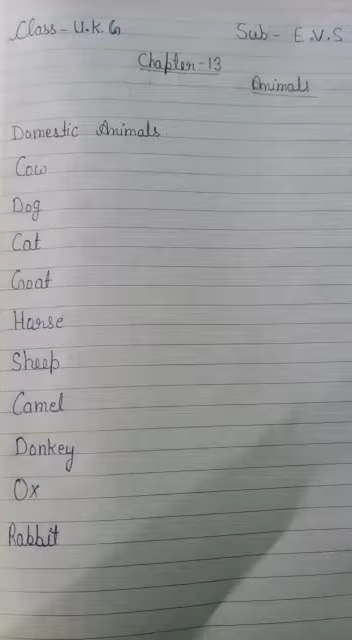 Class - U.K.G Sub - E.V.S
Chapter - 13
Animals
Domestic Animals
Cow
Dog
Cat
Goat
Horse
Sheep
Camel
Donkey
Ox
Rabbit